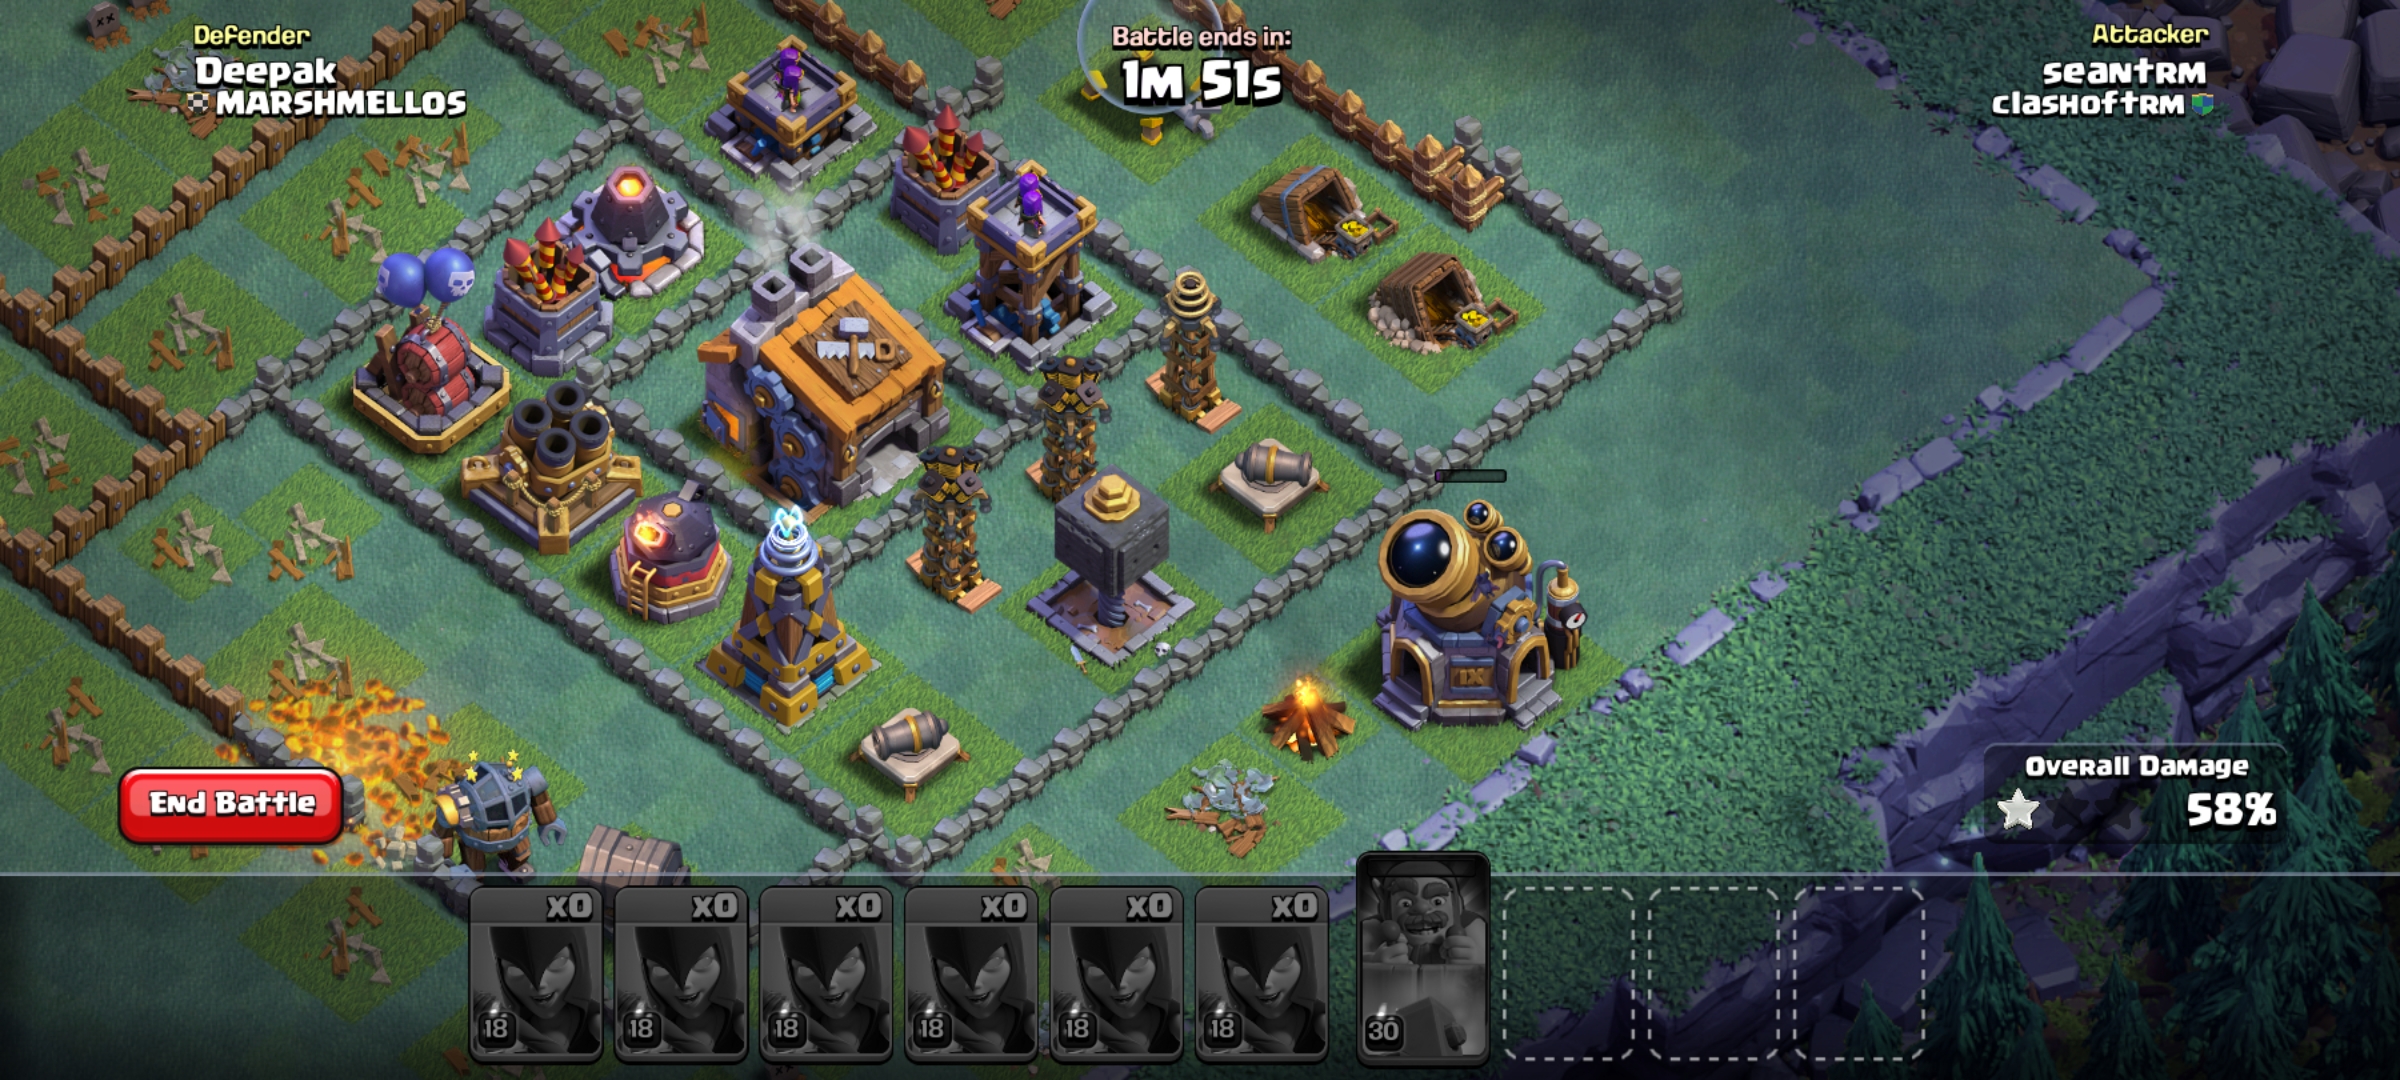 Defender
Deepak
MARSHMELLOS
Battle ends in:
1M 51S
Attacker
seantrm
clashoftrm
IX
End Battle
Overall Damage
58%
x0
x0
x0
x0
x0
x0
18
18
18
18
18
18
30